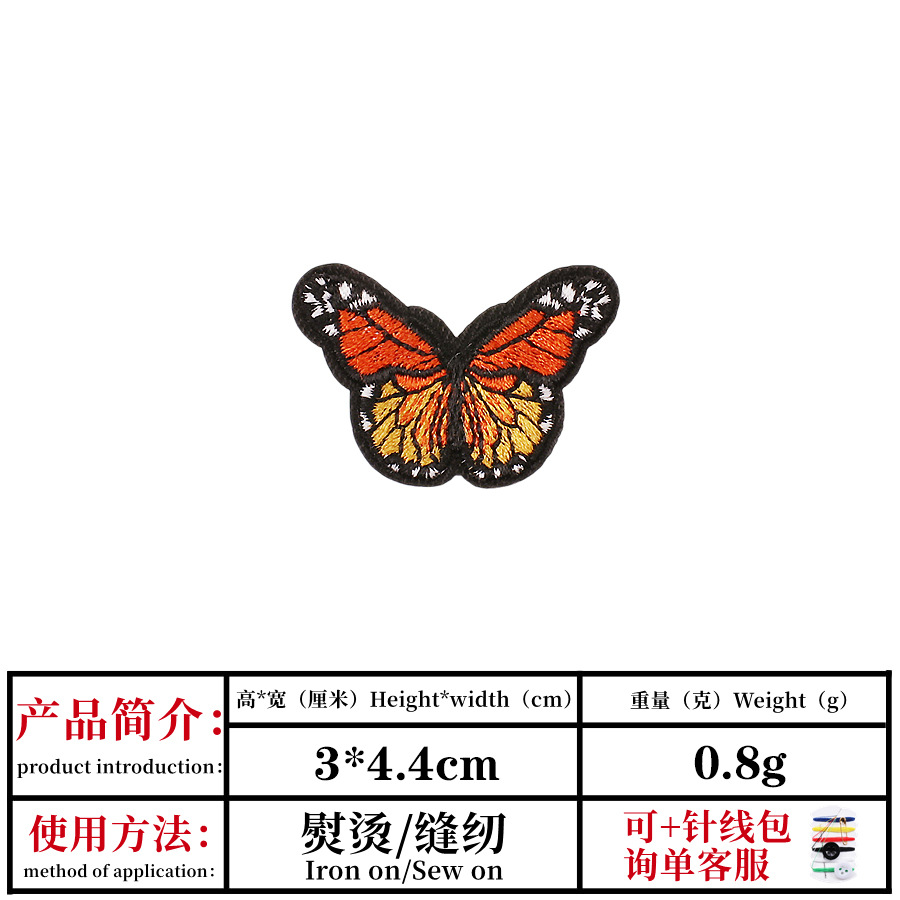 产品简介：
product introduction:
高*宽（厘米）Height*width（cm）
重量（克）Weight（g）
3*4.4cm
0.8g
使用方法：
method of application:
熨烫/缝纫
Iron on/Sew on
可+针线包
询单客服